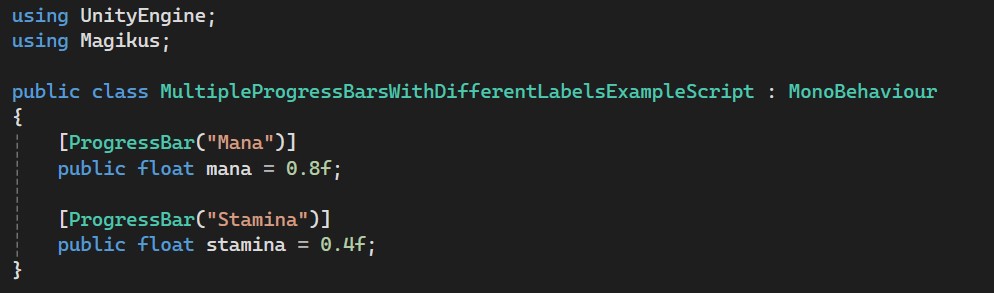 using UnityEngine;
using Magikus;

public class MultipleProgressBarsWithDifferentLabelsExampleScript : MonoBehaviour
{
    [ProgressBar("Mana")]
    public float mana = 0.8f;

    [ProgressBar("Stamina")]
    public float stamina = 0.4f;
}